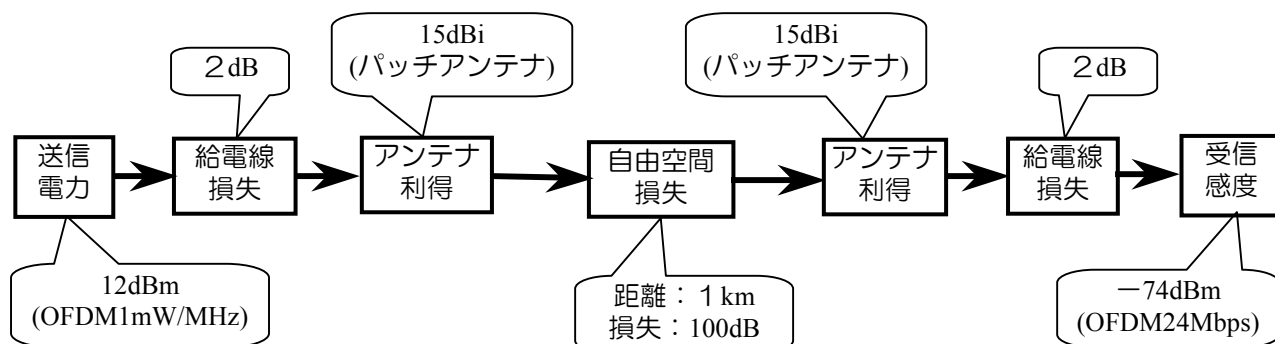 15dBi
(パッチアンテナ)
15dBi
(パッチアンテナ)
２dB
２dB
送信
電力
給電線
損失
アンテナ
利得
自由空間
損失
アンテナ
利得
給電線
損失
受信
感度
12dBm
(OFDM1mW/MHz)
距離：１km
損失：100dB
－74dBm
(OFDM24Mbps)